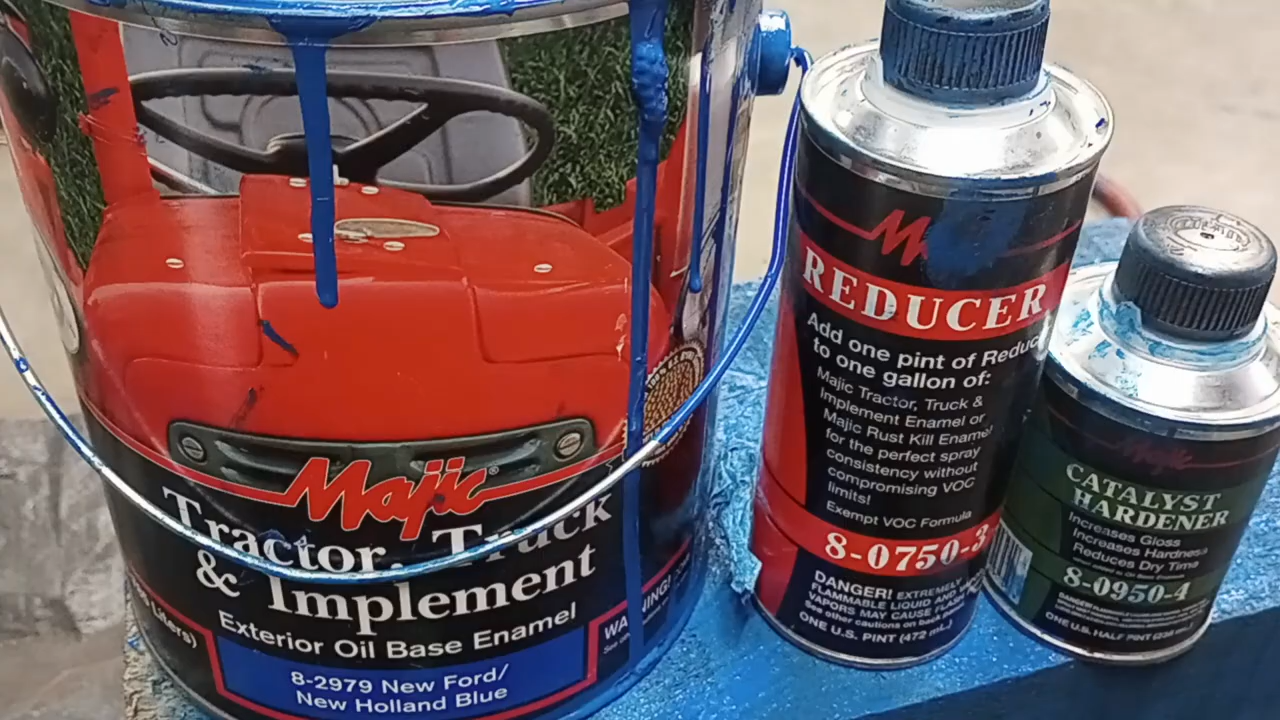 Majic®
Tractor, Truck
& Implement
Exterior Oil Base Enamel
8-2979 New Ford/
New Holland Blue
Liters)
WA
NING!
REDUCER
Add one pint of Reduc
to one gallon of:
Majic Tractor, Truck &
Implement Enamel or
Majic Rust Kill Enamel
for the perfect spray
consistency without
compromising VOC
limits!
Exempt VOC Formula
8-0750-3
DANGER! EXTREMELY
FLAMMABLE LIQUID AND
VAPORS MAY CAUSE FLASH
See other cautions on back
ONE U.S. PINT (472 mL)
Majic
CATALYST
HARDENER
Increases Gloss
Increases Hardness
Reduces Dry Time
8-0950-4
DANGER!
ONE U.S. HALF PINT